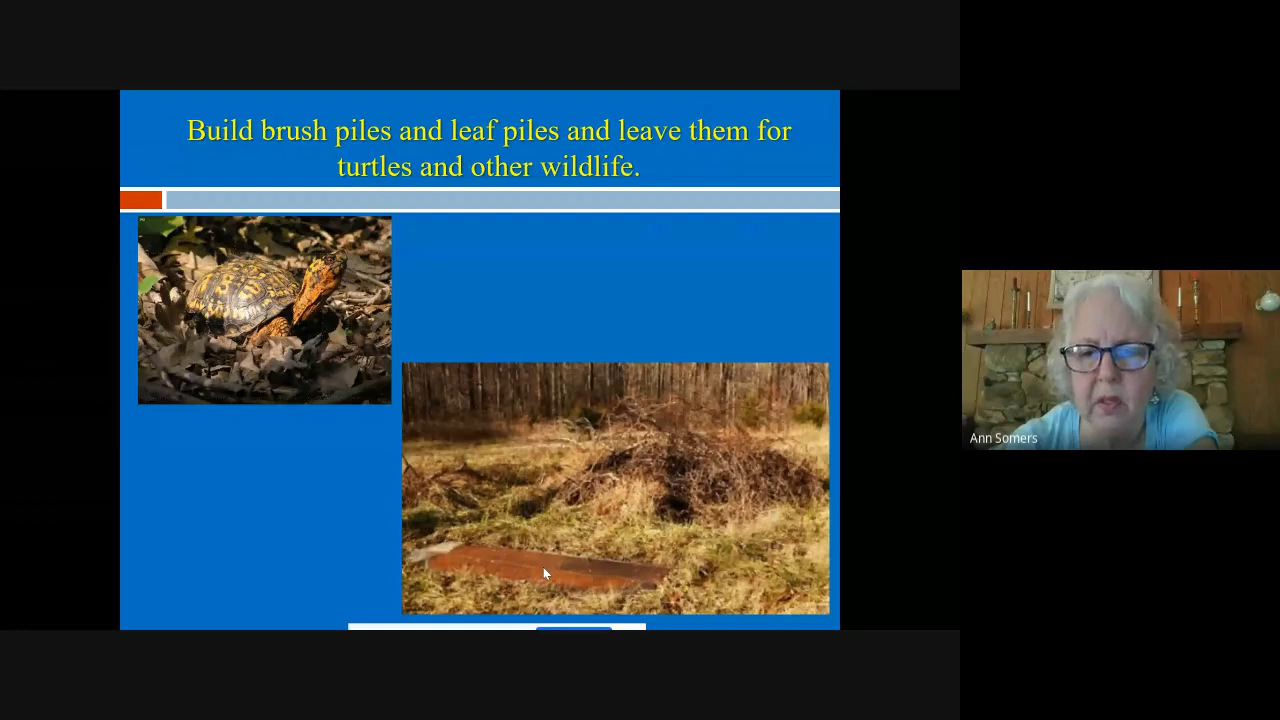 Build brush piles and leaf piles and leave them for
turtles and other wildlife.
Ann Somers